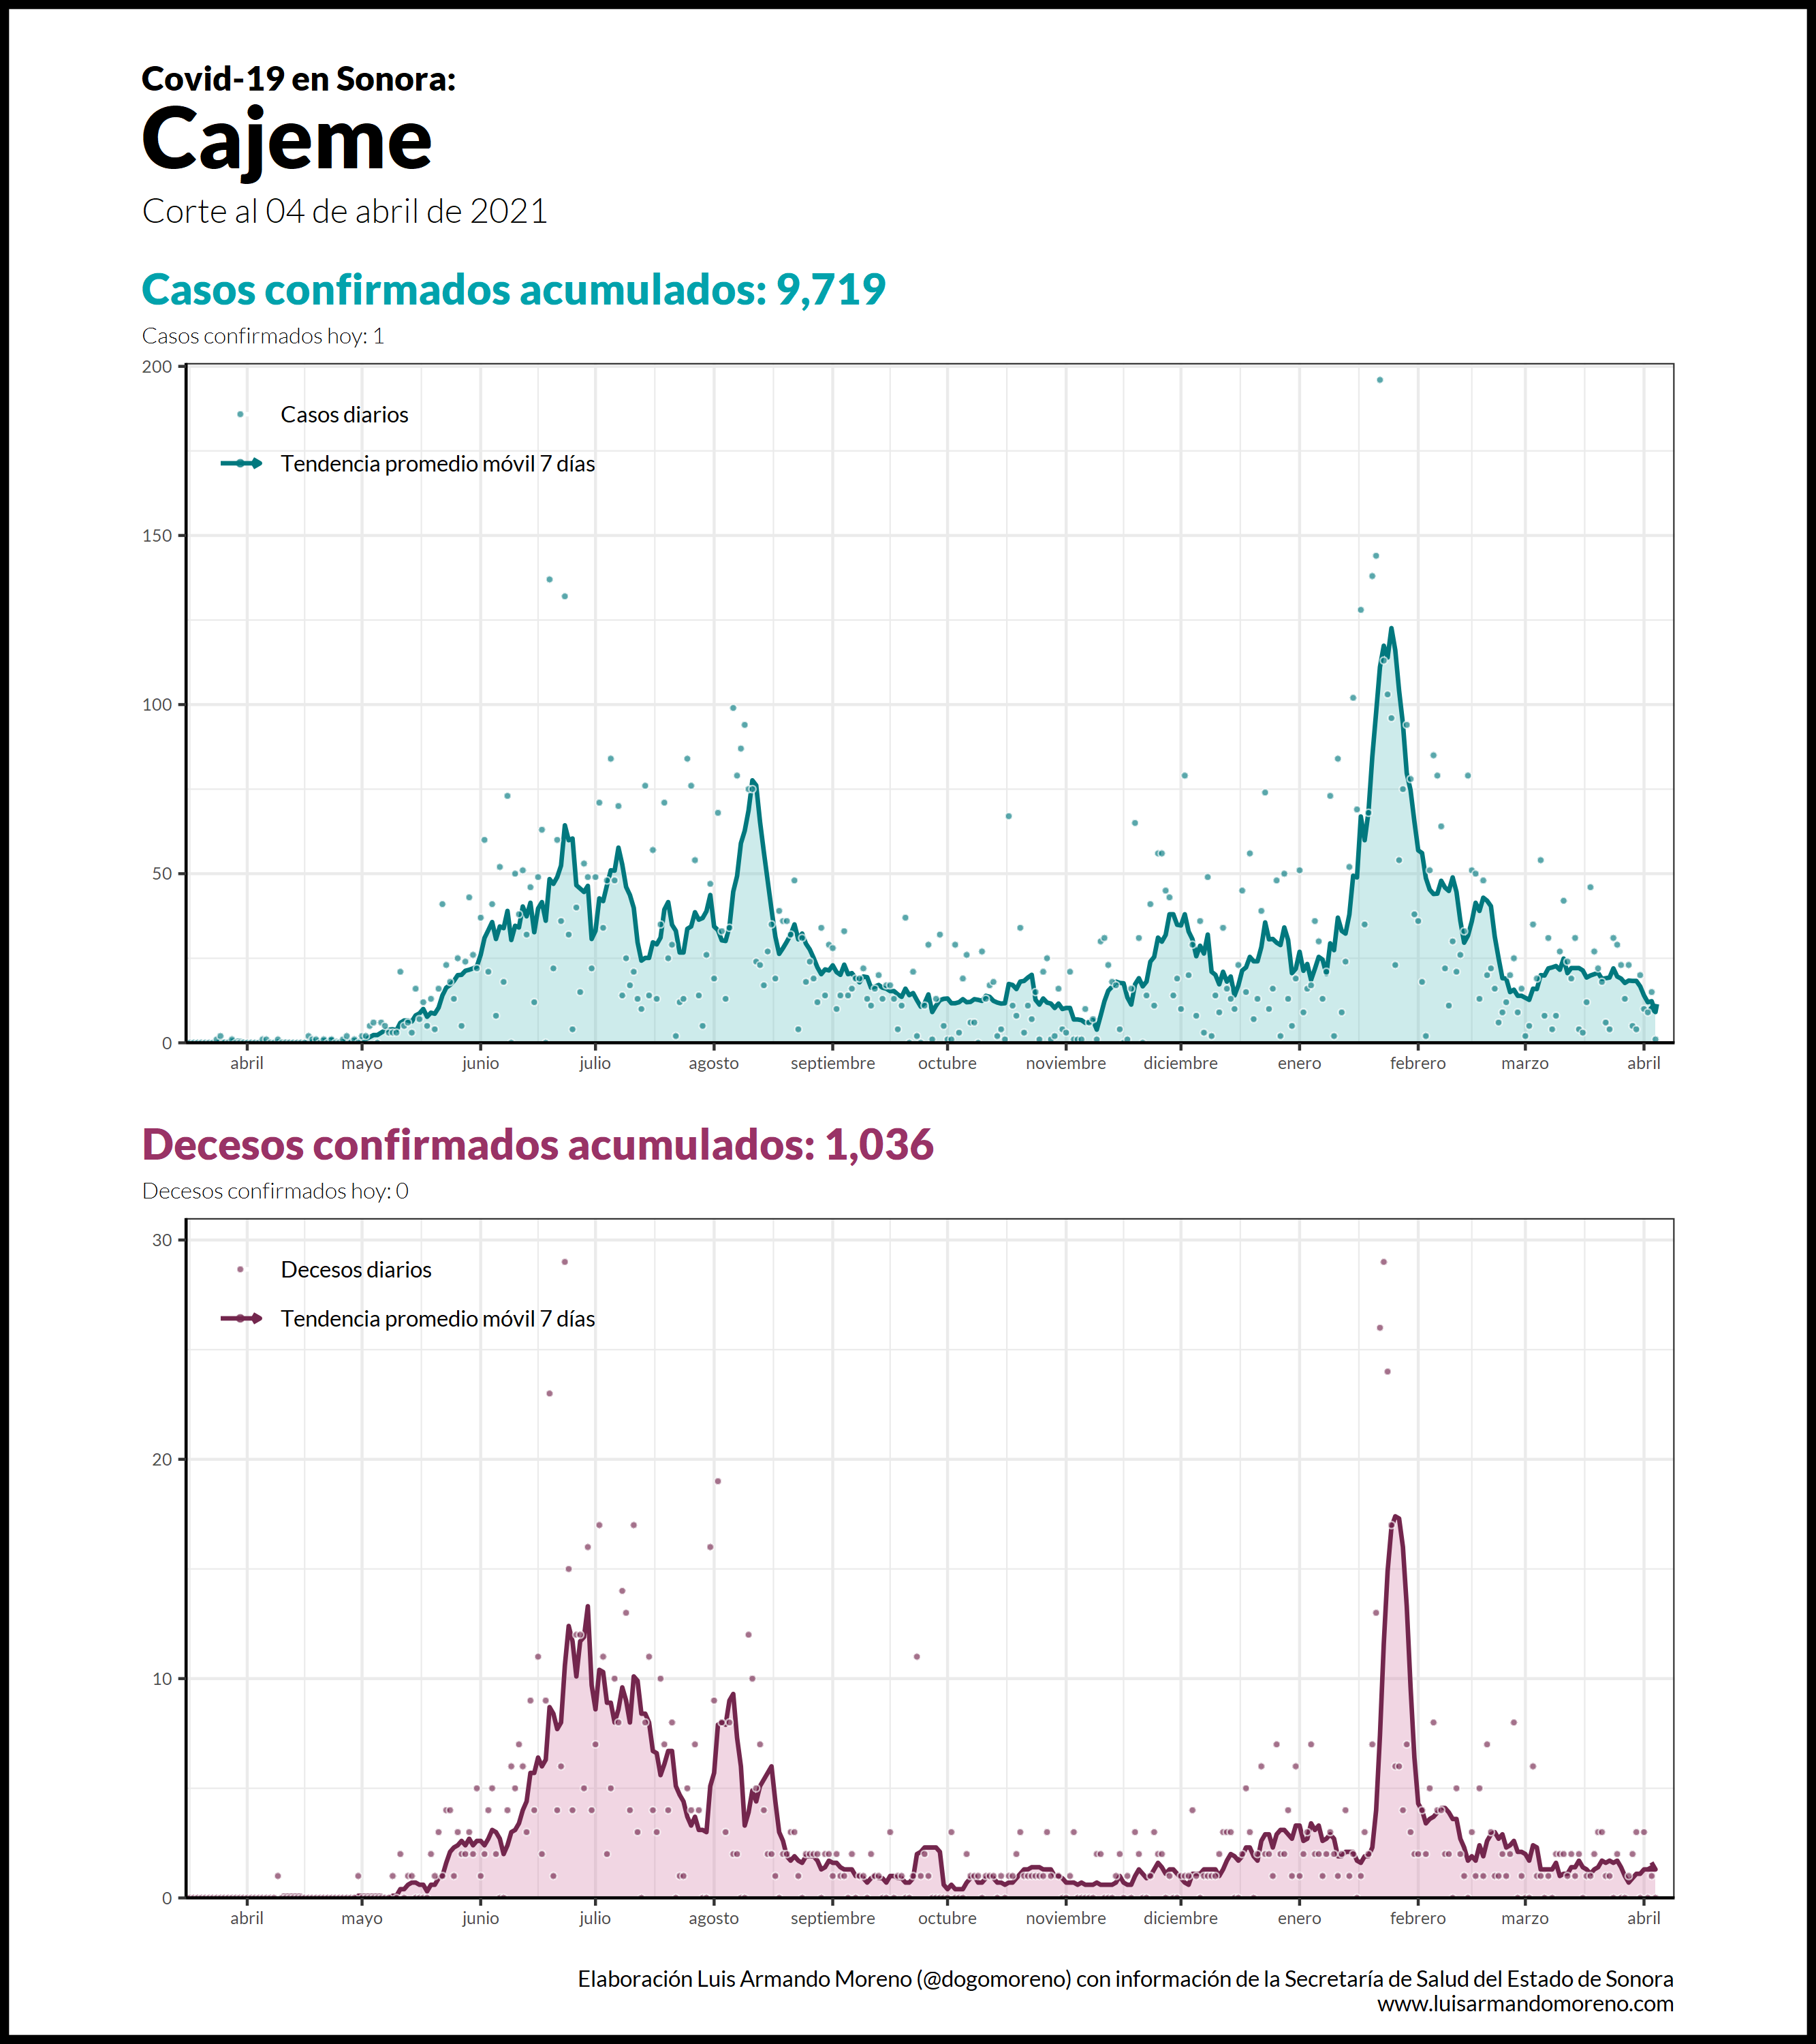 Covid-19 en Sonora:
Cajeme
Corte al 04 de abril de 2021
Casos confirmados acumulados: 9,719
Casos confirmados hoy: 1
200
150
100
50
0
Casos diarios
Tendencia promedio móvil 7 días
abril mayo junio julio agosto septiembre octubre noviembre diciembre enero febrero marzo abril
Decesos confirmados acumulados: 1,036
Decesos confirmados hoy: 0
30
20
10
0
Decesos diarios
Tendencia promedio móvil 7 días
abril mayo junio julio agosto septiembre octubre noviembre diciembre enero febrero marzo abril
Elaboración Luis Armando Moreno (@dogomoreno) con información de la Secretaría de Salud del Estado de Sonora
www.luisarmandomoreno.com